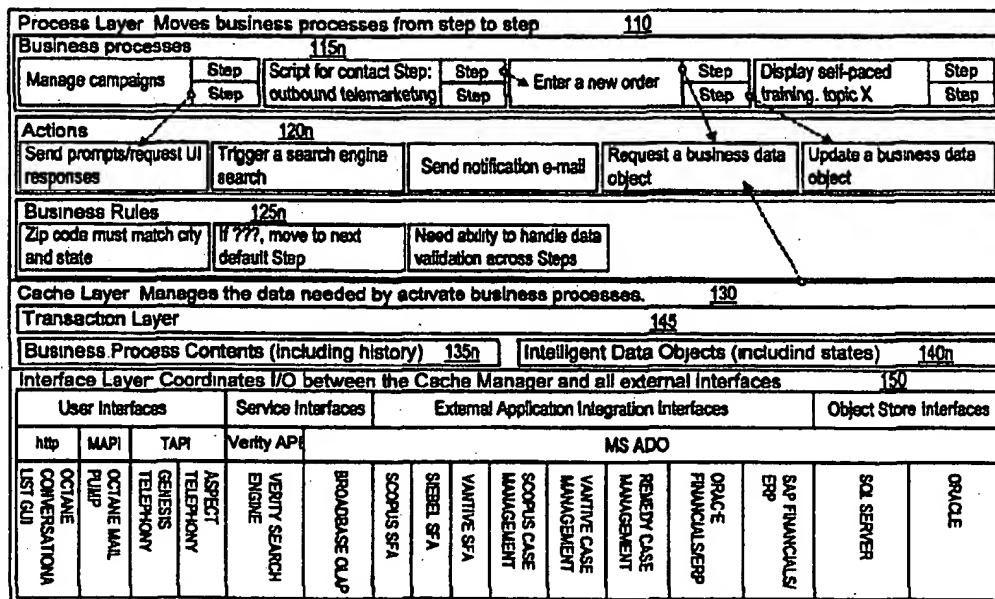 Process Layer Moves business processes from step to step 110
Business processes 115n
Manage campaigns
Step
Step
Script for contact Step:
outbound telemarketing
Step
Step
Enter a new order
Step
Step
Display self-paced
training. topic X
Step
Step
Actions 120n
Send prompts/request UI
responses
Trigger a search engine
search
Send notification e-mail
Request a business data
object
Update a business data
object
Business Rules 125n
Zip code must match city
and state
If ???, move to next
default Step
Need ability to handle data
validation across Steps
Cache Layer Manages the data needed by activate business processes. 130
Transaction Layer 145
Business Process Contents (including history) 135n
Intelligent Data Objects (includind states) 140n
Interface Layer Coordinates I/O between the Cache Manager and all external Interfaces 150
User Interfaces
Service Interfaces
External Application Integration Interfaces
Object Store Interfaces
http
MAPI
TAPI
Verity API
MS ADO
OCTANE
CONVERSATIONA
LIST GUI
OCTANE MAIL
PUMP
GENESIS
TELEPHONY
ASPECT
TELEPHONY
VERITY SEARCH
ENGINE
BROADBASE OLAP
SCOPUS SFA
SIEBEL SFA
VANTIVE SFA
SCOPUS CASE
MANAGEMENT
VANTIVE CASE
MANAGEMENT
REMEDY CASE
MANAGEMENT
ORACLE
FINANCIALS/ERP
SAP FINANCIALS/
ERP
SQL SERVER
ORACLE